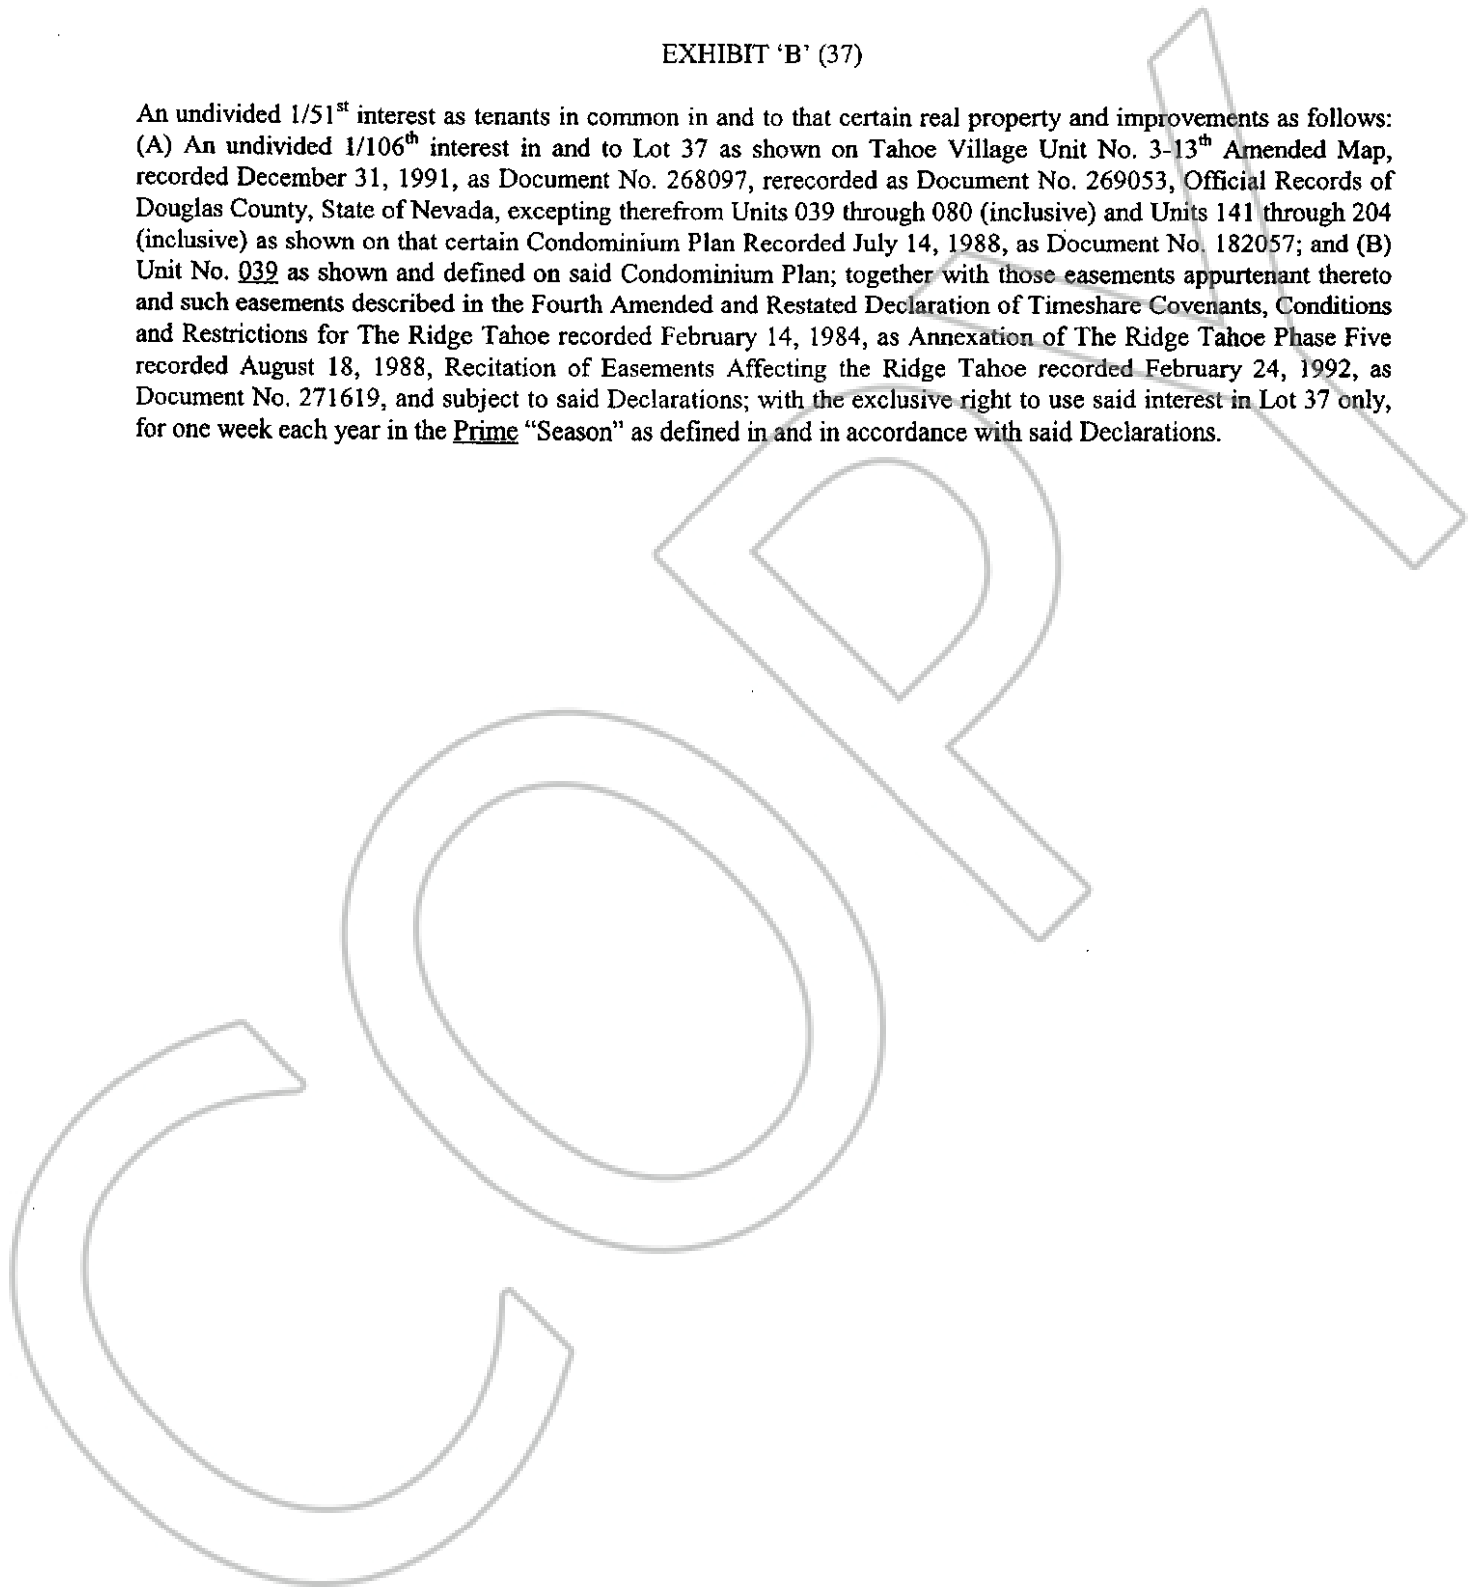 EXHIBIT ‘B’ (37)
An undivided 1/51st interest as tenants in common in and to that certain real property and improvements as follows:
(A) An undivided 1/106th interest in and to Lot 37 as shown on Tahoe Village Unit No. 3-13th Amended Map,
recorded December 31, 1991, as Document No. 268097, rerecorded as Document No. 269053, Official Records of
Douglas County, State of Nevada, excepting therefrom Units 039 through 080 (inclusive) and Units 141 through 204
(inclusive) as shown on that certain Condominium Plan Recorded July 14, 1988, as Document No. 182057; and (B)
Unit No. 039 as shown and defined on said Condominium Plan; together with those easements appurtenant thereto
and such easements described in the Fourth Amended and Restated Declaration of Timeshare Covenants, Conditions
and Restrictions for The Ridge Tahoe recorded February 14, 1984, as Annexation of The Ridge Tahoe Phase Five
recorded August 18, 1988, Recitation of Easements Affecting the Ridge Tahoe recorded February 24, 1992, as
Document No. 271619, and subject to said Declarations; with the exclusive right to use said interest in Lot 37 only,
for one week each year in the Prime “Season” as defined in and in accordance with said Declarations.
COPY